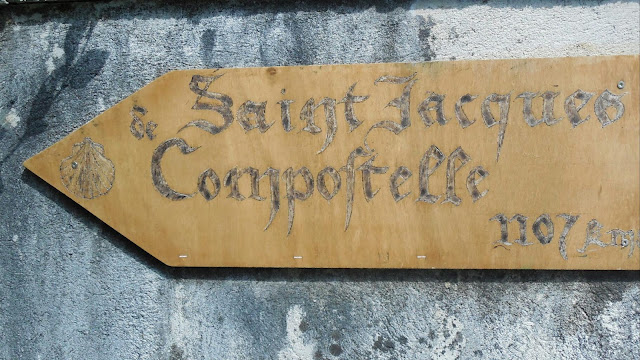 Saint Jacques
de Compostelle
1107 km